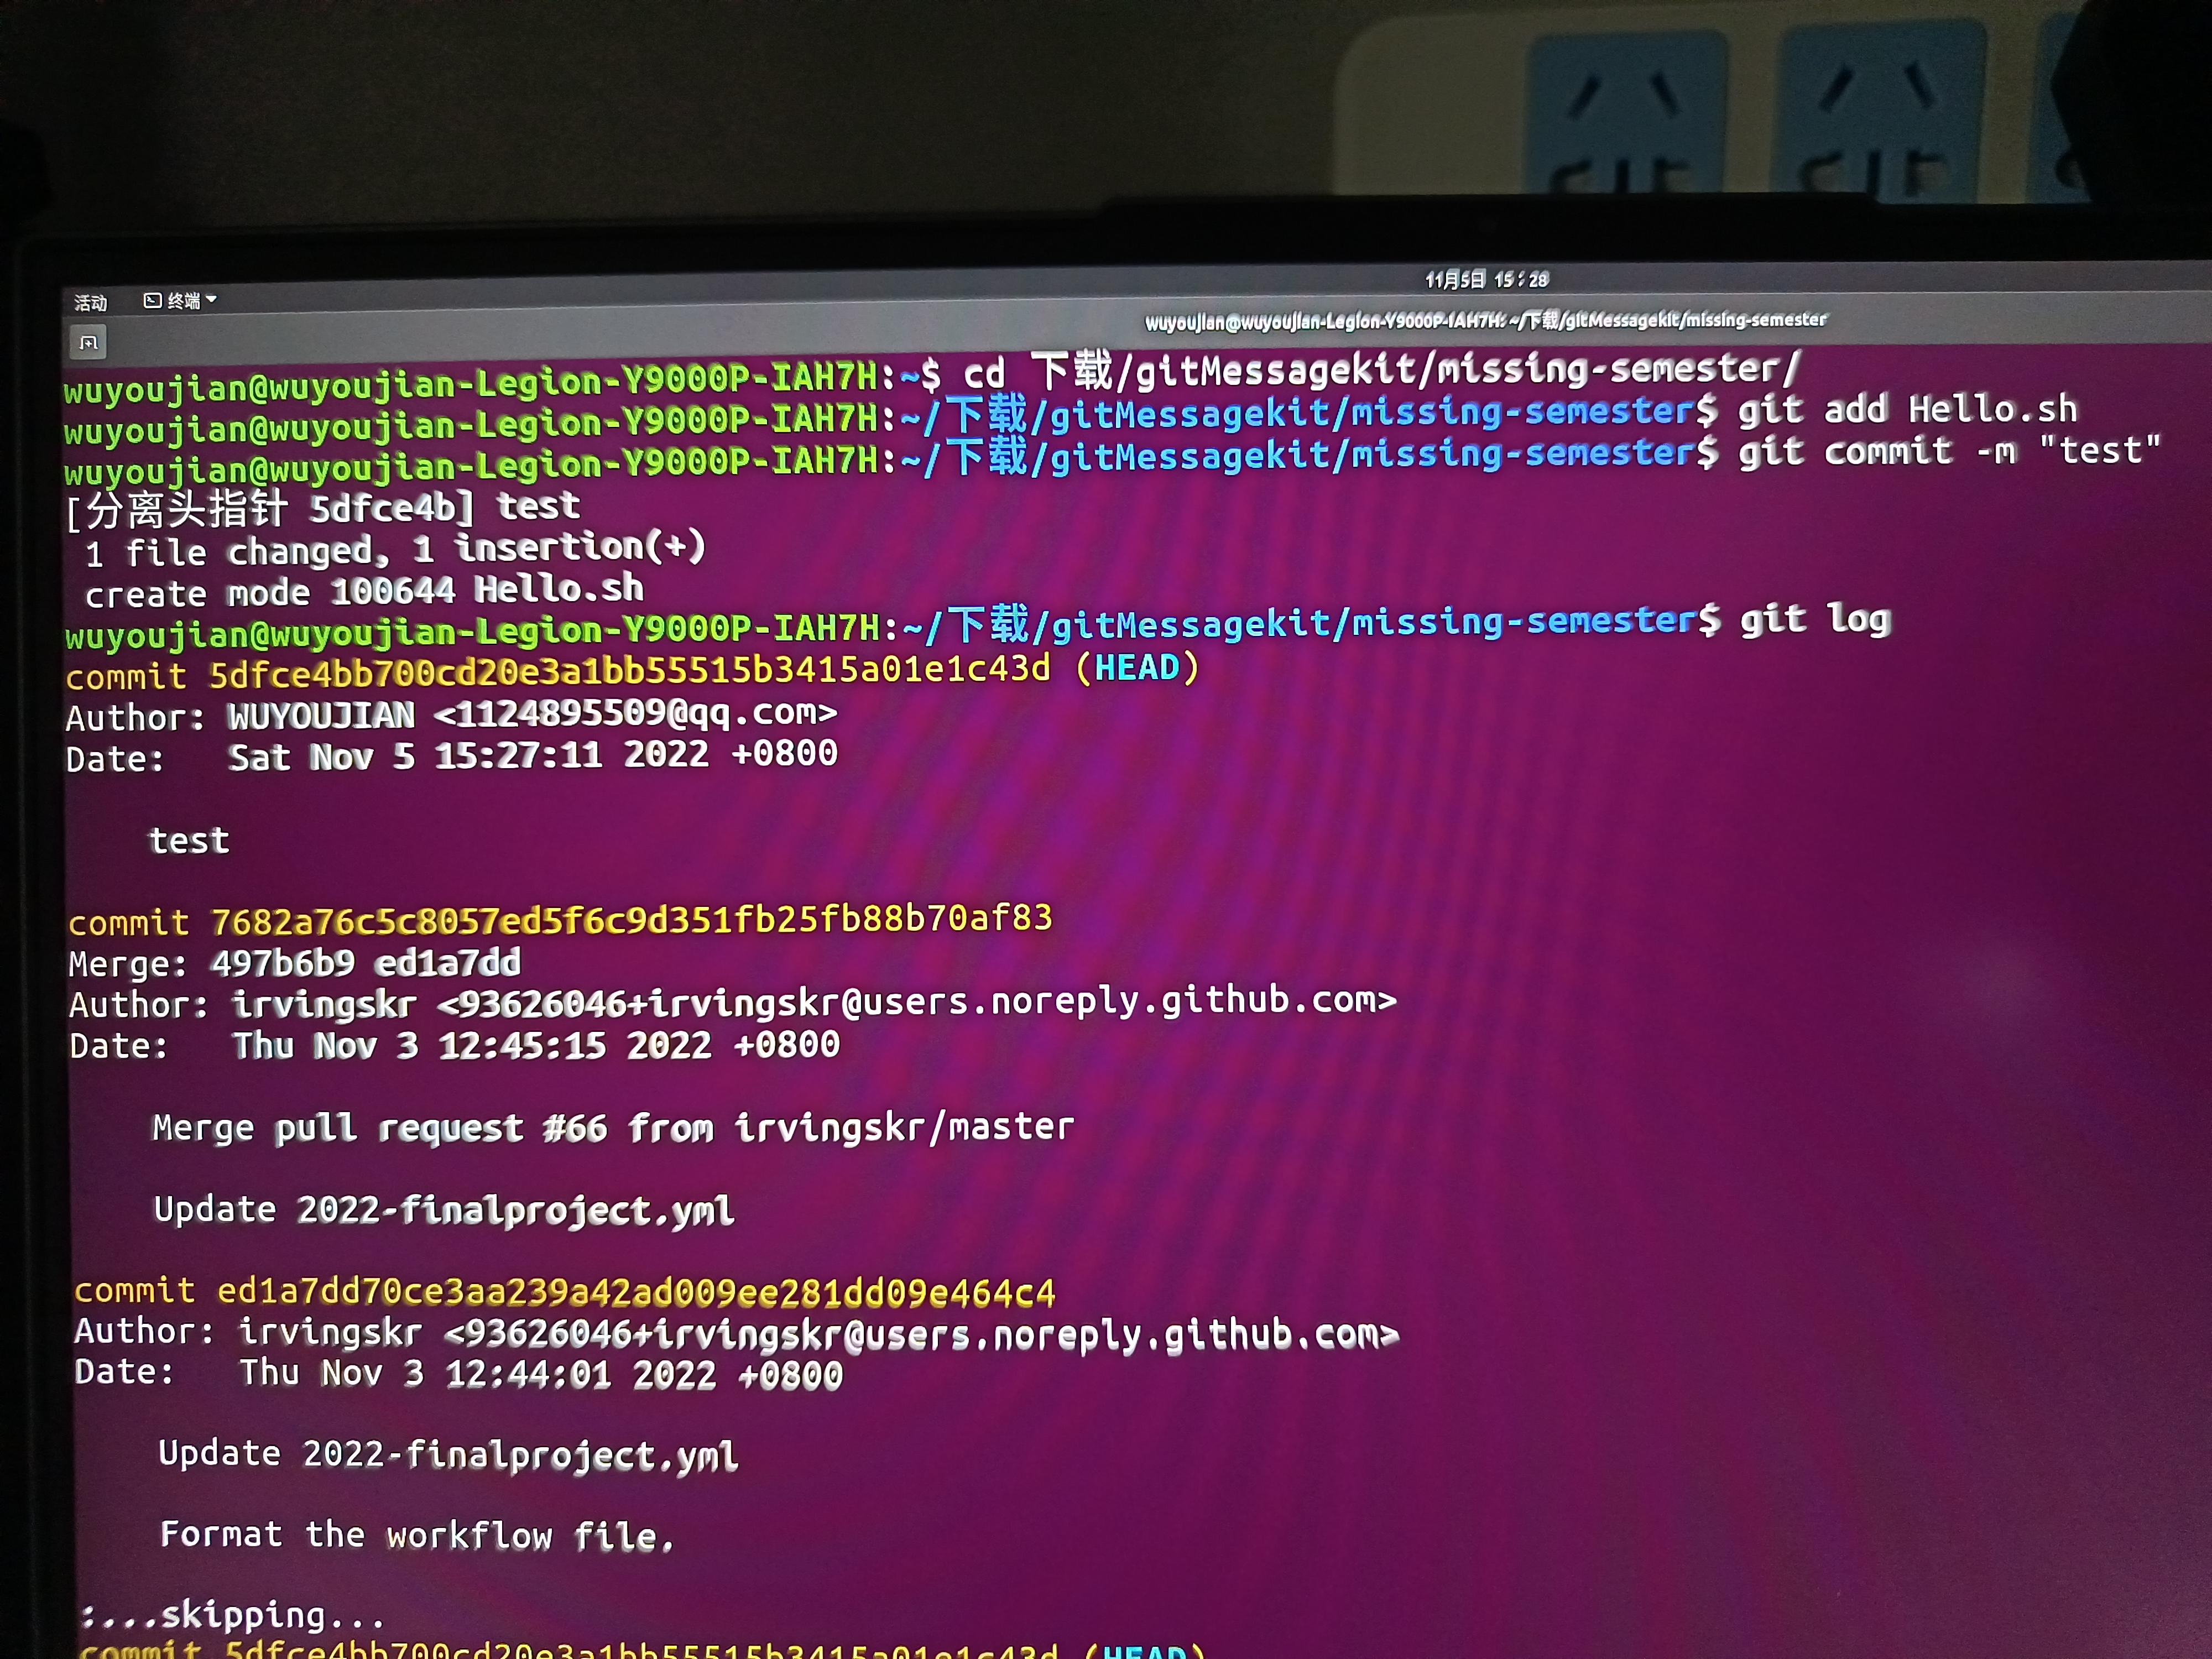 活动 终端 11月5日 15:28
wuyoujian@wuyoujian-Legion-Y9000P-IAH7H: ~/下载/gitMessagekit/missing-semester
wuyoujian@wuyoujian-Legion-Y9000P-IAH7H:~$ cd 下载/gitMessagekit/missing-semester/
wuyoujian@wuyoujian-Legion-Y9000P-IAH7H:~/下载/gitMessagekit/missing-semester$ git add Hello.sh
wuyoujian@wuyoujian-Legion-Y9000P-IAH7H:~/下载/gitMessagekit/missing-semester$ git commit -m "test"
[分离头指针 5dfce4b] test
1 file changed, 1 insertion(+)
create mode 100644 Hello.sh
wuyoujian@wuyoujian-Legion-Y9000P-IAH7H:~/下载/gitMessagekit/missing-semester$ git log
commit 5dfce4bb700cd20e3a1bb55515b3415a01e1c43d (HEAD)
Author: WUYOUJIAN <1124895509@qq.com>
Date: Sat Nov 5 15:27:11 2022 +0800
test
commit 7682a76c5c8057ed5f6c9d351fb25fb88b70af83
Merge: 497b6b9 ed1a7dd
Author: irvingskr <93626046+irvingskr@users.noreply.github.com>
Date: Thu Nov 3 12:45:15 2022 +0800
Merge pull request #66 from irvingskr/master
Update 2022-finalproject.yml
commit ed1a7dd70ce3aa239a42ad009ee281dd09e464c4
Author: irvingskr <93626046+irvingskr@users.noreply.github.com>
Date: Thu Nov 3 12:44:01 2022 +0800
Update 2022-finalproject.yml
Format the workflow file.
:...skipping...
commit 5dfce4bb700cd20e3a1bb55515b3415a01e1c43d (HEAD)